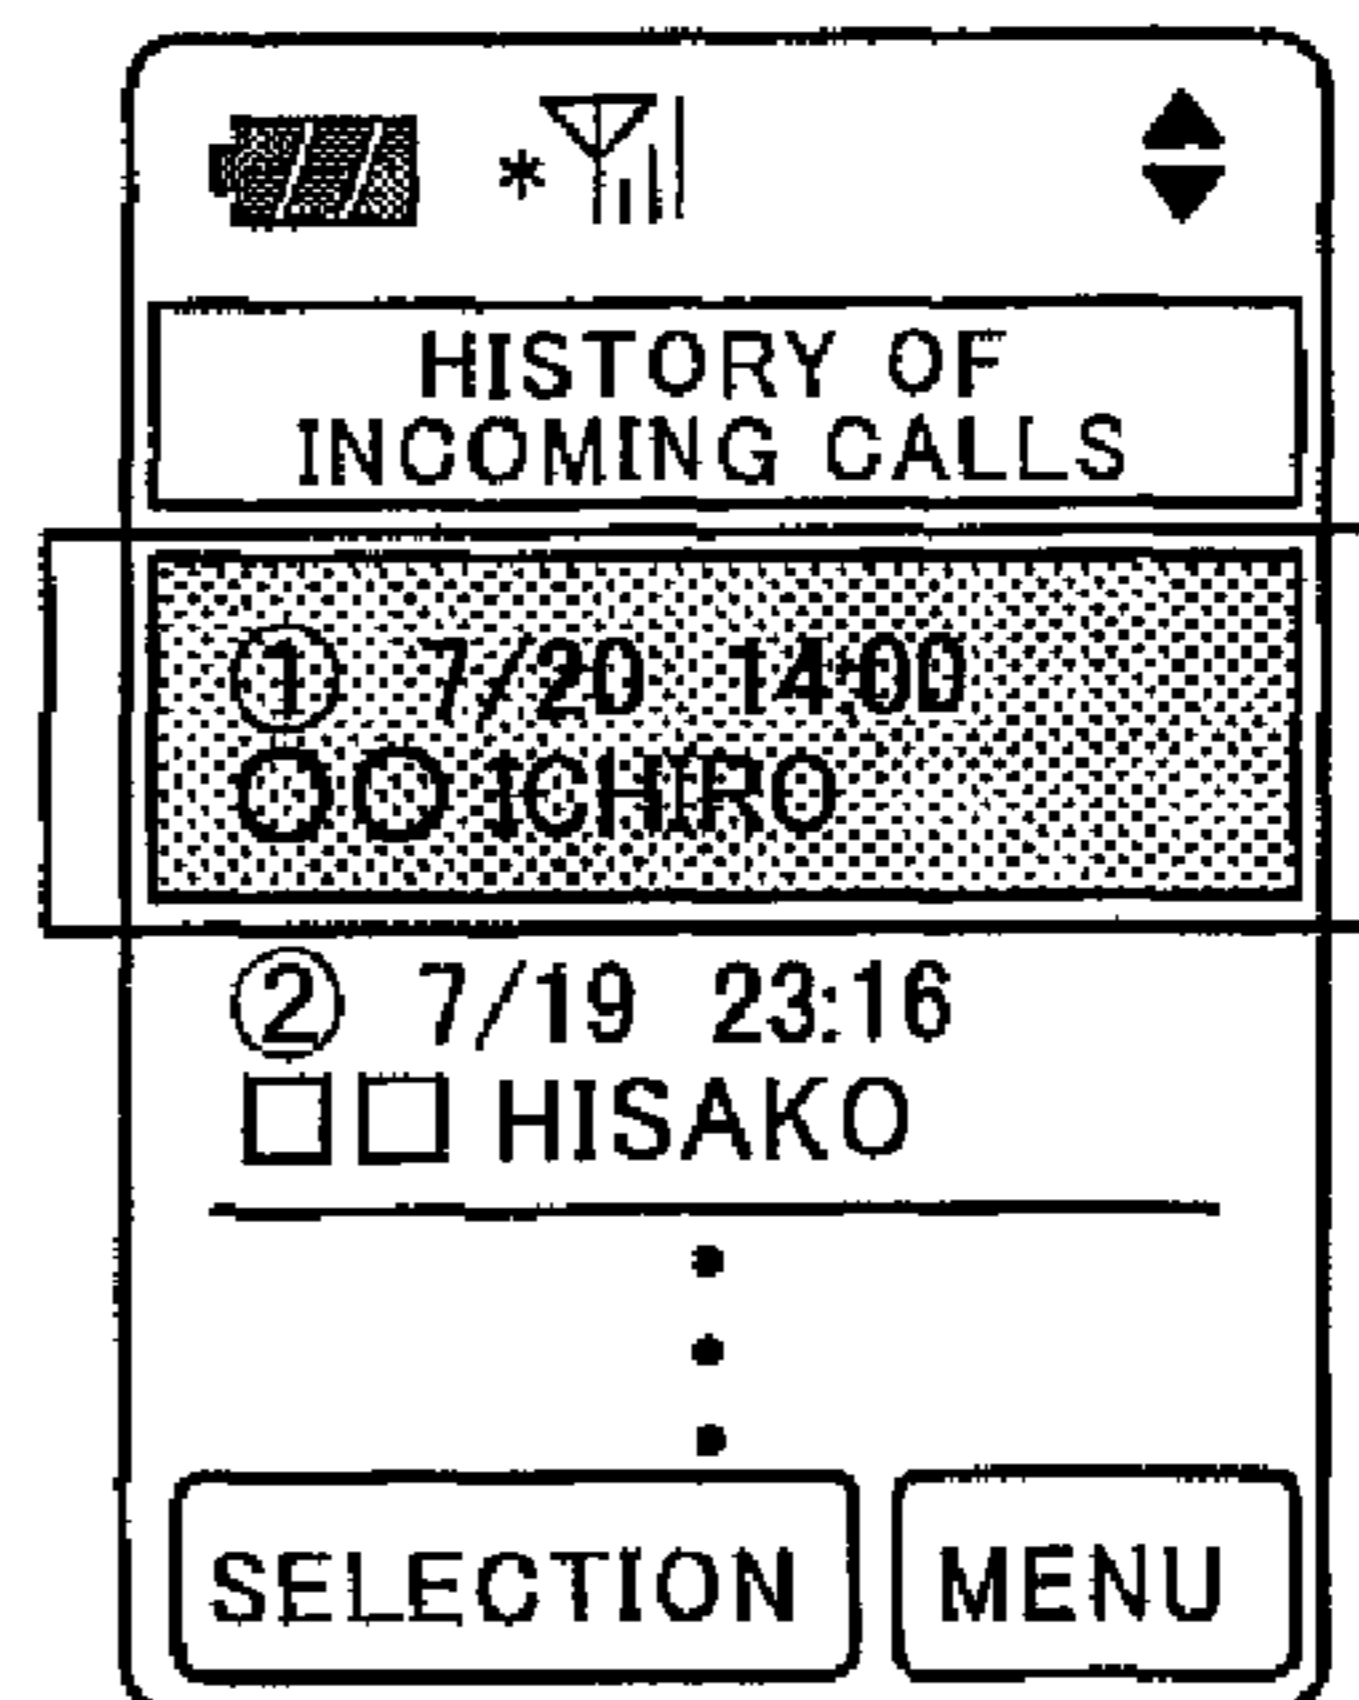 HISTORY OF
INCOMING CALLS
① 7/20 14:00
○○ ICHIRO
② 7/19 23:16
□□ HISAKO
SELECTION MENU